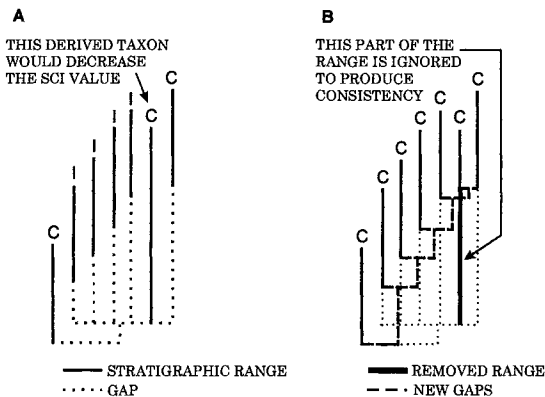 A
THIS DERIVED TAXON
WOULD DECREASE
THE SCI VALUE
C
C
C
STRATIGRAPHIC RANGE
GAP
B
THIS PART OF THE
RANGE IS IGNORED
TO PRODUCE
CONSISTENCY
C
C
C
C
C
C
C
REMOVED RANGE
NEW GAPS